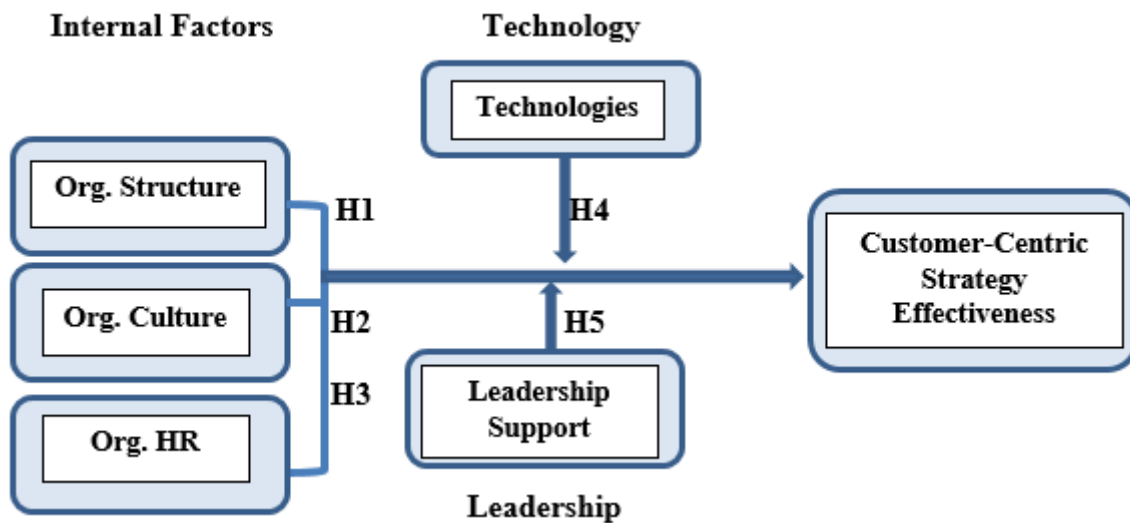 Internal Factors
Technology
Technologies
Org. Structure
H1
H4
Customer-Centric
Strategy
Effectiveness
Org. Culture
H2
H5
H3
Leadership
Support
Org. HR
Leadership